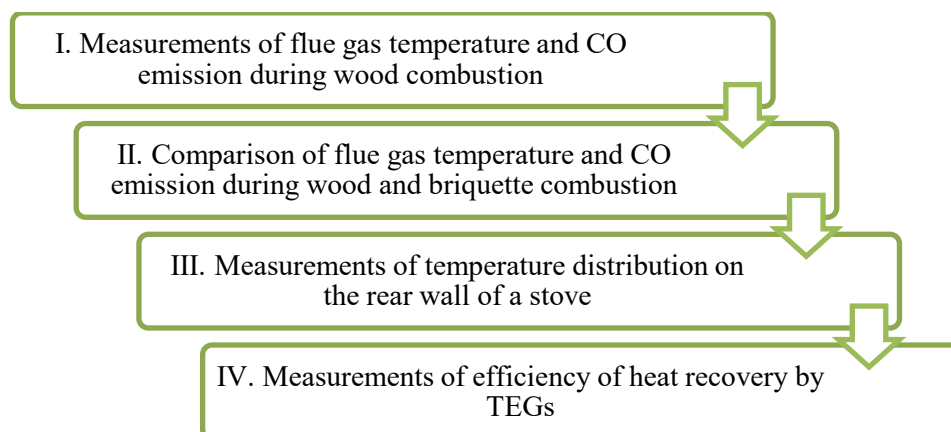 I. Measurements of flue gas temperature and CO
emission during wood combustion
II. Comparison of flue gas temperature and CO
emission during wood and briquette combustion
III. Measurements of temperature distribution on
the rear wall of a stove
IV. Measurements of efficiency of heat recovery by
TEGs